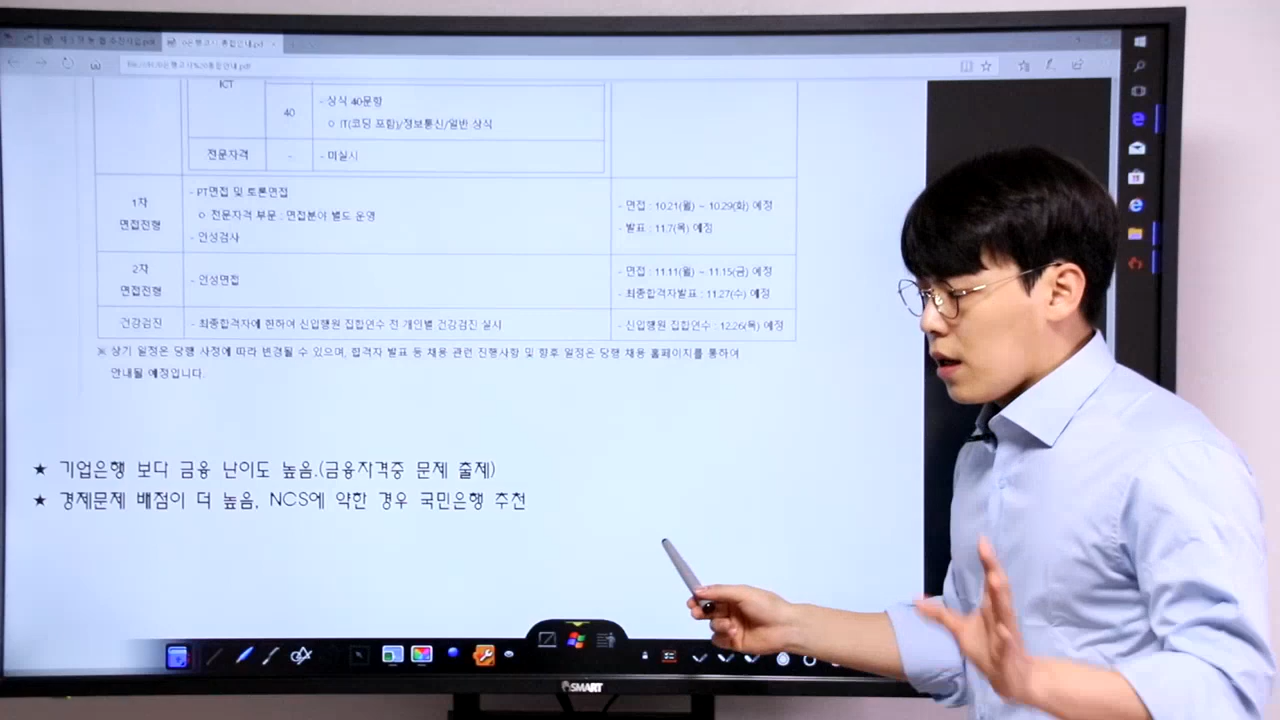 ICT
40
- 상식 40문항
o IT(코딩 포함)/정보통신/일반 상식
전문자격
-
- 미실시
1차
면접전형
- PT면접 및 토론면접
o 전문자격 부문 : 면접분야 별도 운영
- 인성검사
- 면접 : 10.21(월) ~ 10.29(화) 예정
- 발표 : 11.7(목) 예정
2차
면접전형
- 인성면접
- 면접 : 11.11(월) ~ 11.15(금) 예정
- 최종합격자발표 : 11.27(수) 예정
건강검진
- 최종합격자에 한하여 신입행원 집합연수 전 개인별 건강검진 실시
- 신입행원 집합연수 : 12.26(목) 예정
※ 상기 일정은 당행 사정에 따라 변경될 수 있으며, 합격자 발표 등 채용 관련 진행사항 및 향후 일정은 당행 채용 홈페이지를 통하여
안내될 예정입니다.
★ 기업은행 보다 금융 난이도 높음.(금융자격증 문제 출제)
★ 경제문제 배점이 더 높음, NCS에 약한 경우 국민은행 추천
SMART